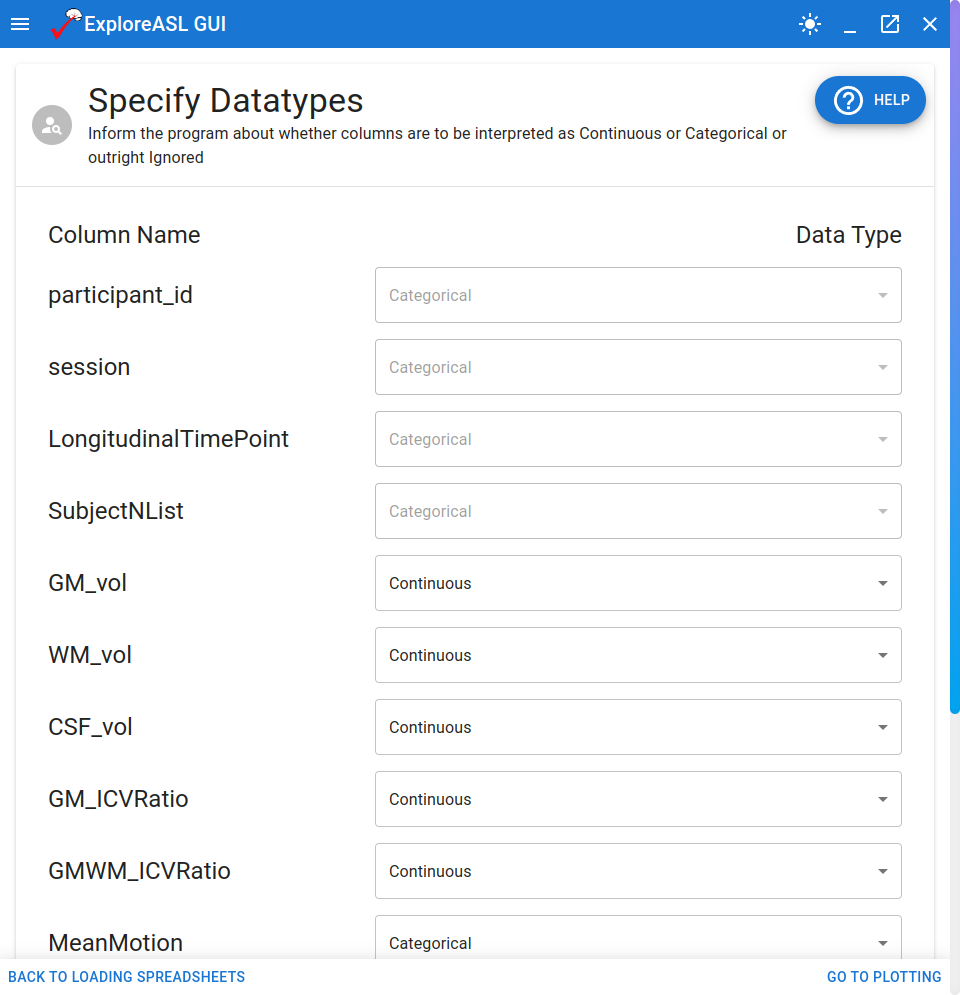 ExploreASL GUI
Specify Datatypes
Inform the program about whether columns are to be interpreted as Continuous or Categorical or
outright Ignored
HELP
Column Name Data Type
participant_id Categorical
session Categorical
LongitudinalTimePoint Categorical
SubjectNList Categorical
GM_vol Continuous
WM_vol Continuous
CSF_vol Continuous
GM_ICVRatio Continuous
GMWM_ICVRatio Continuous
MeanMotion Categorical
BACK TO LOADING SPREADSHEETS GO TO PLOTTING